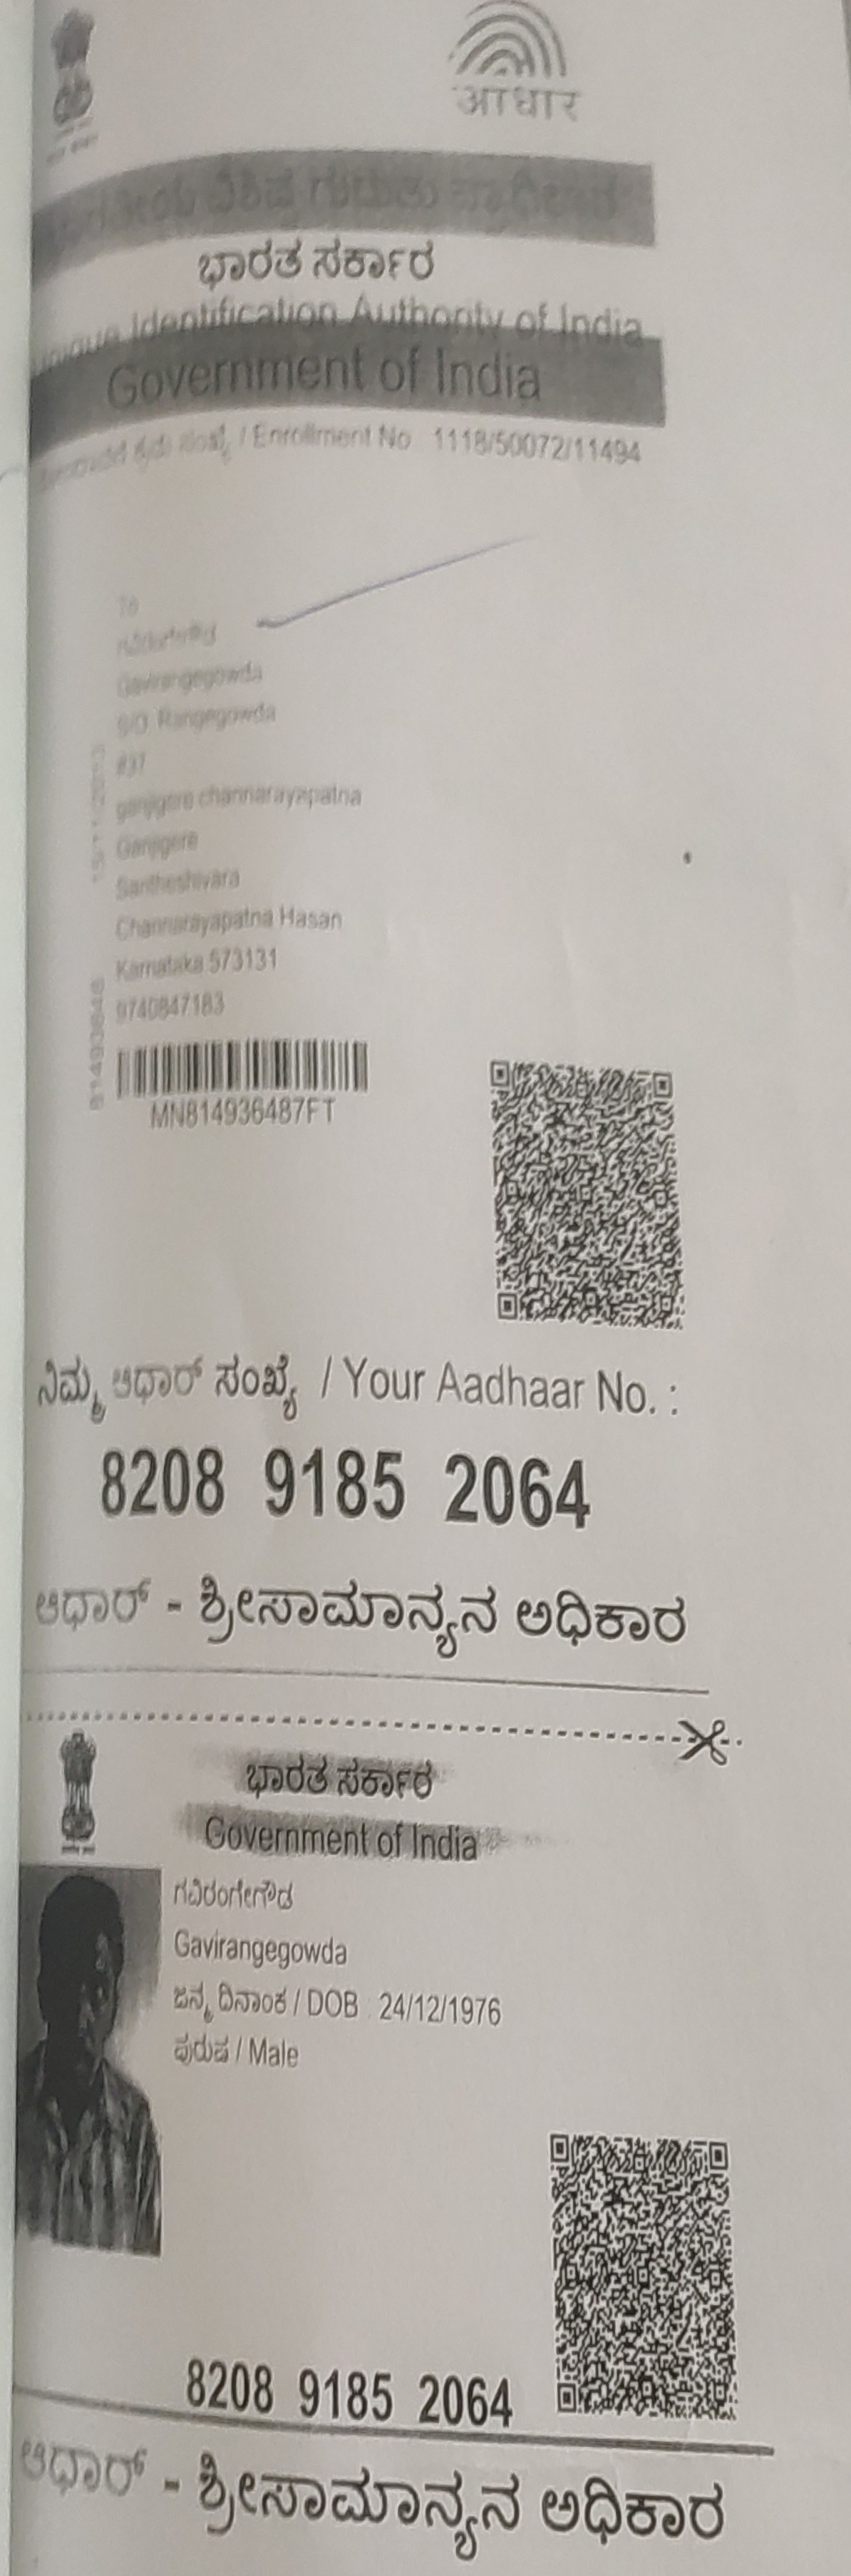 आधार
ಭಾರತ ಸರ್ಕಾರ
Unique Identification Authority of India
Government of India
/ Enrollment No : 1118/50072/11494
To
ಗವಿರಂಗೇಗೌಡ
Gavirangegowda
S/O Rangegowda
#37
ganjigere channarayapatna
Ganjigere
Santheshivara
Channarayapatna Hasan
Karnataka 573131
9740847183
MN814936487FT
ನಿಮ್ಮ ಆಧಾರ್ ಸಂಖ್ಯೆ / Your Aadhaar No. :
8208 9185 2064
ಆಧಾರ್ - ಶ್ರೀಸಾಮಾನ್ಯನ ಅಧಿಕಾರ
ಭಾರತ ಸರ್ಕಾರ
Government of India
ಗವಿರಂಗೇಗೌಡ
Gavirangegowda
ಜನ್ಮ ದಿನಾಂಕ / DOB : 24/12/1976
ಪುರುಷ / Male
8208 9185 2064
ಆಧಾರ್ - ಶ್ರೀಸಾಮಾನ್ಯನ ಅಧಿಕಾರ